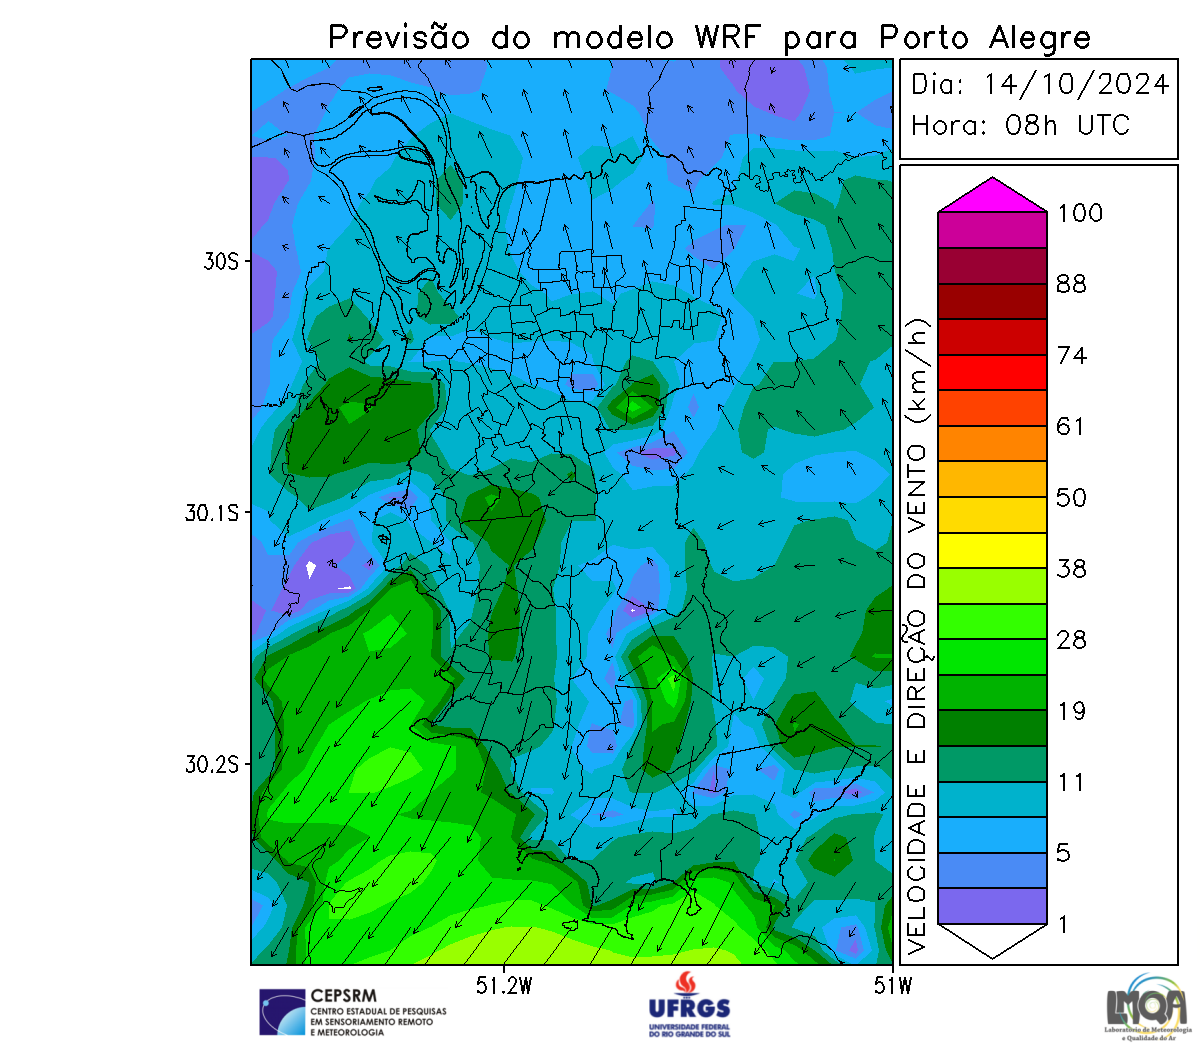 Previsão do modelo WRF para Porto Alegre
Dia: 14/10/2024
Hora: 08h UTC
30S
30.1S
30.2S
51.2W
51W
VELOCIDADE E DIREÇÃO DO VENTO (km/h)
100
88
74
61
50
38
28
19
11
5
1
CEPSRM
CENTRO ESTADUAL DE PESQUISAS
EM SENSORIAMENTO REMOTO
E METEOROLOGIA
UFRGS
UNIVERSIDADE FEDERAL
DO RIO GRANDE DO SUL
LMQA
Laboratório de Meteorologia
e Qualidade do Ar